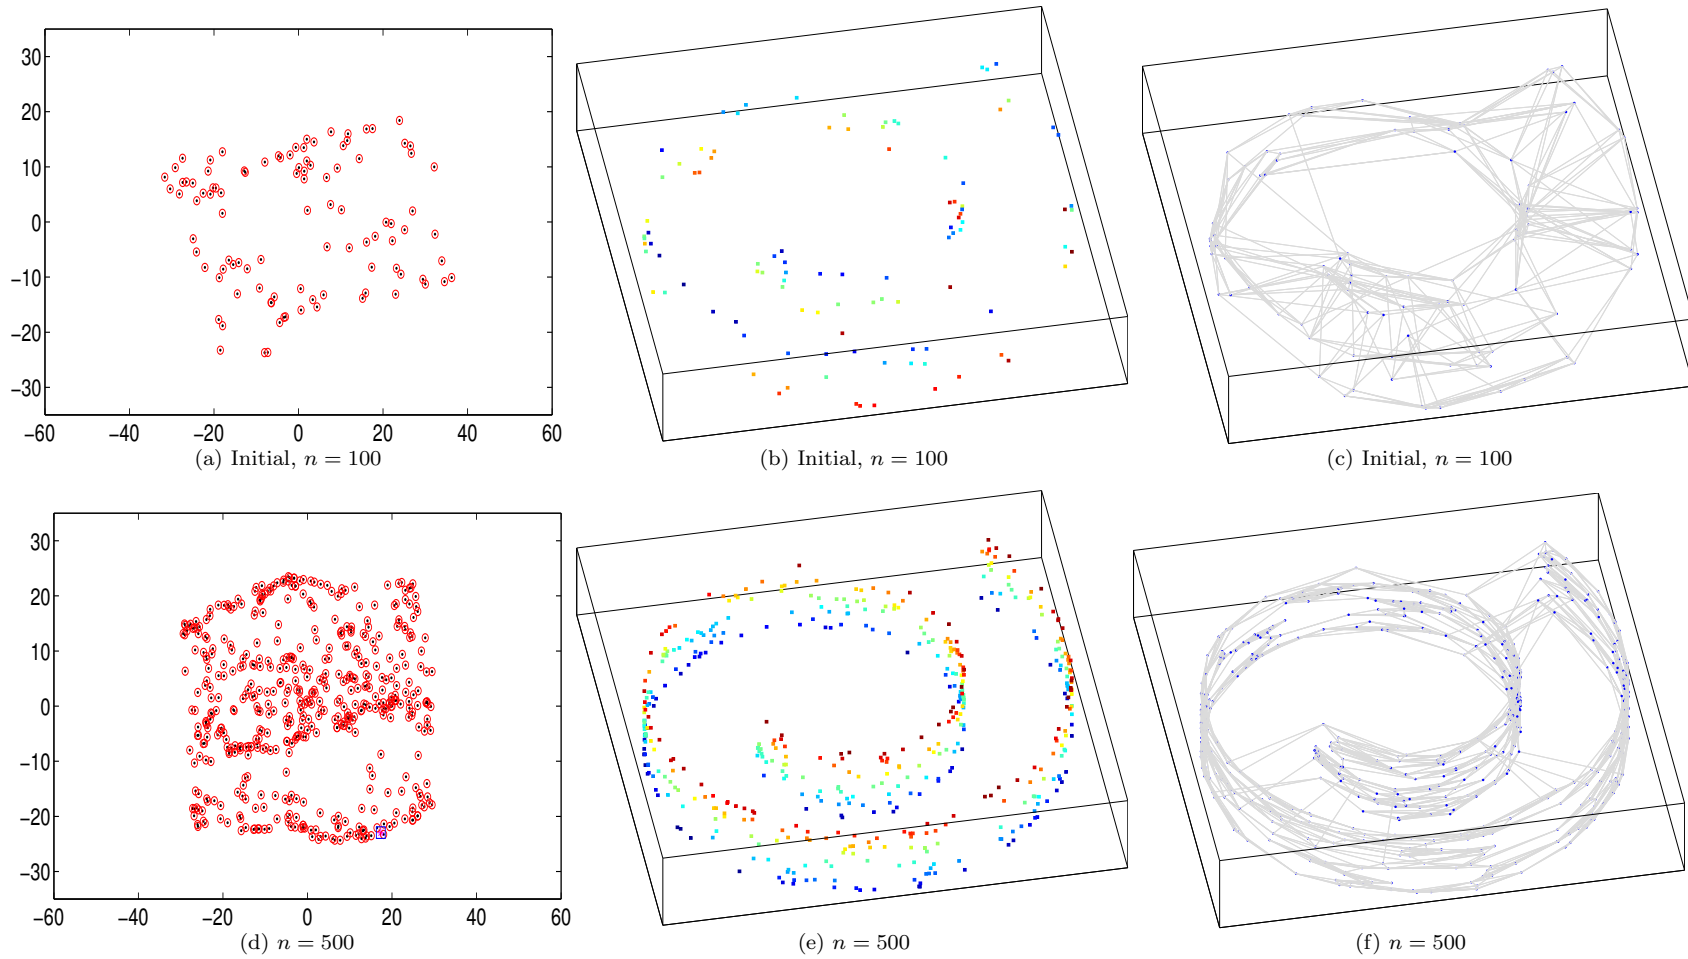 30
20
10
0
−10
−20
−30
−60 −40 −20 0 20 40 60
(a) Initial, n = 100
(b) Initial, n = 100
(c) Initial, n = 100
30
20
10
0
−10
−20
−30
−60 −40 −20 0 20 40 60
(d) n = 500
(e) n = 500
(f) n = 500